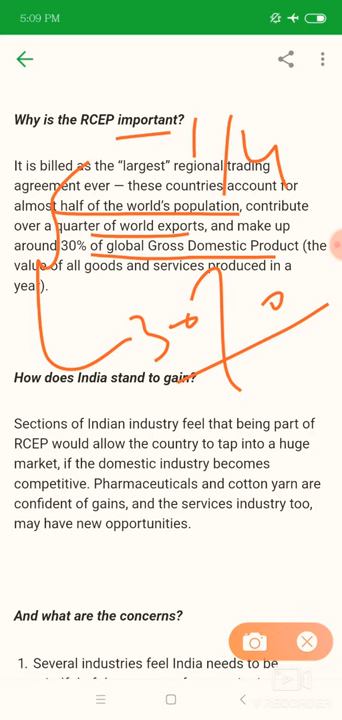 5:09 PM
Why is the RCEP important?
1/4
It is billed as the “largest” regional trading
agreement ever — these countries account for
almost half of the world's population, contribute
over a quarter of world exports, and make up
around 30% of global Gross Domestic Product (the
value of all goods and services produced in a
year).
30%
How does India stand to gain?
Sections of Indian industry feel that being part of
RCEP would allow the country to tap into a huge
market, if the domestic industry becomes
competitive. Pharmaceuticals and cotton yarn are
confident of gains, and the services industry too,
may have new opportunities.
And what are the concerns?
1. Several industries feel India needs to be